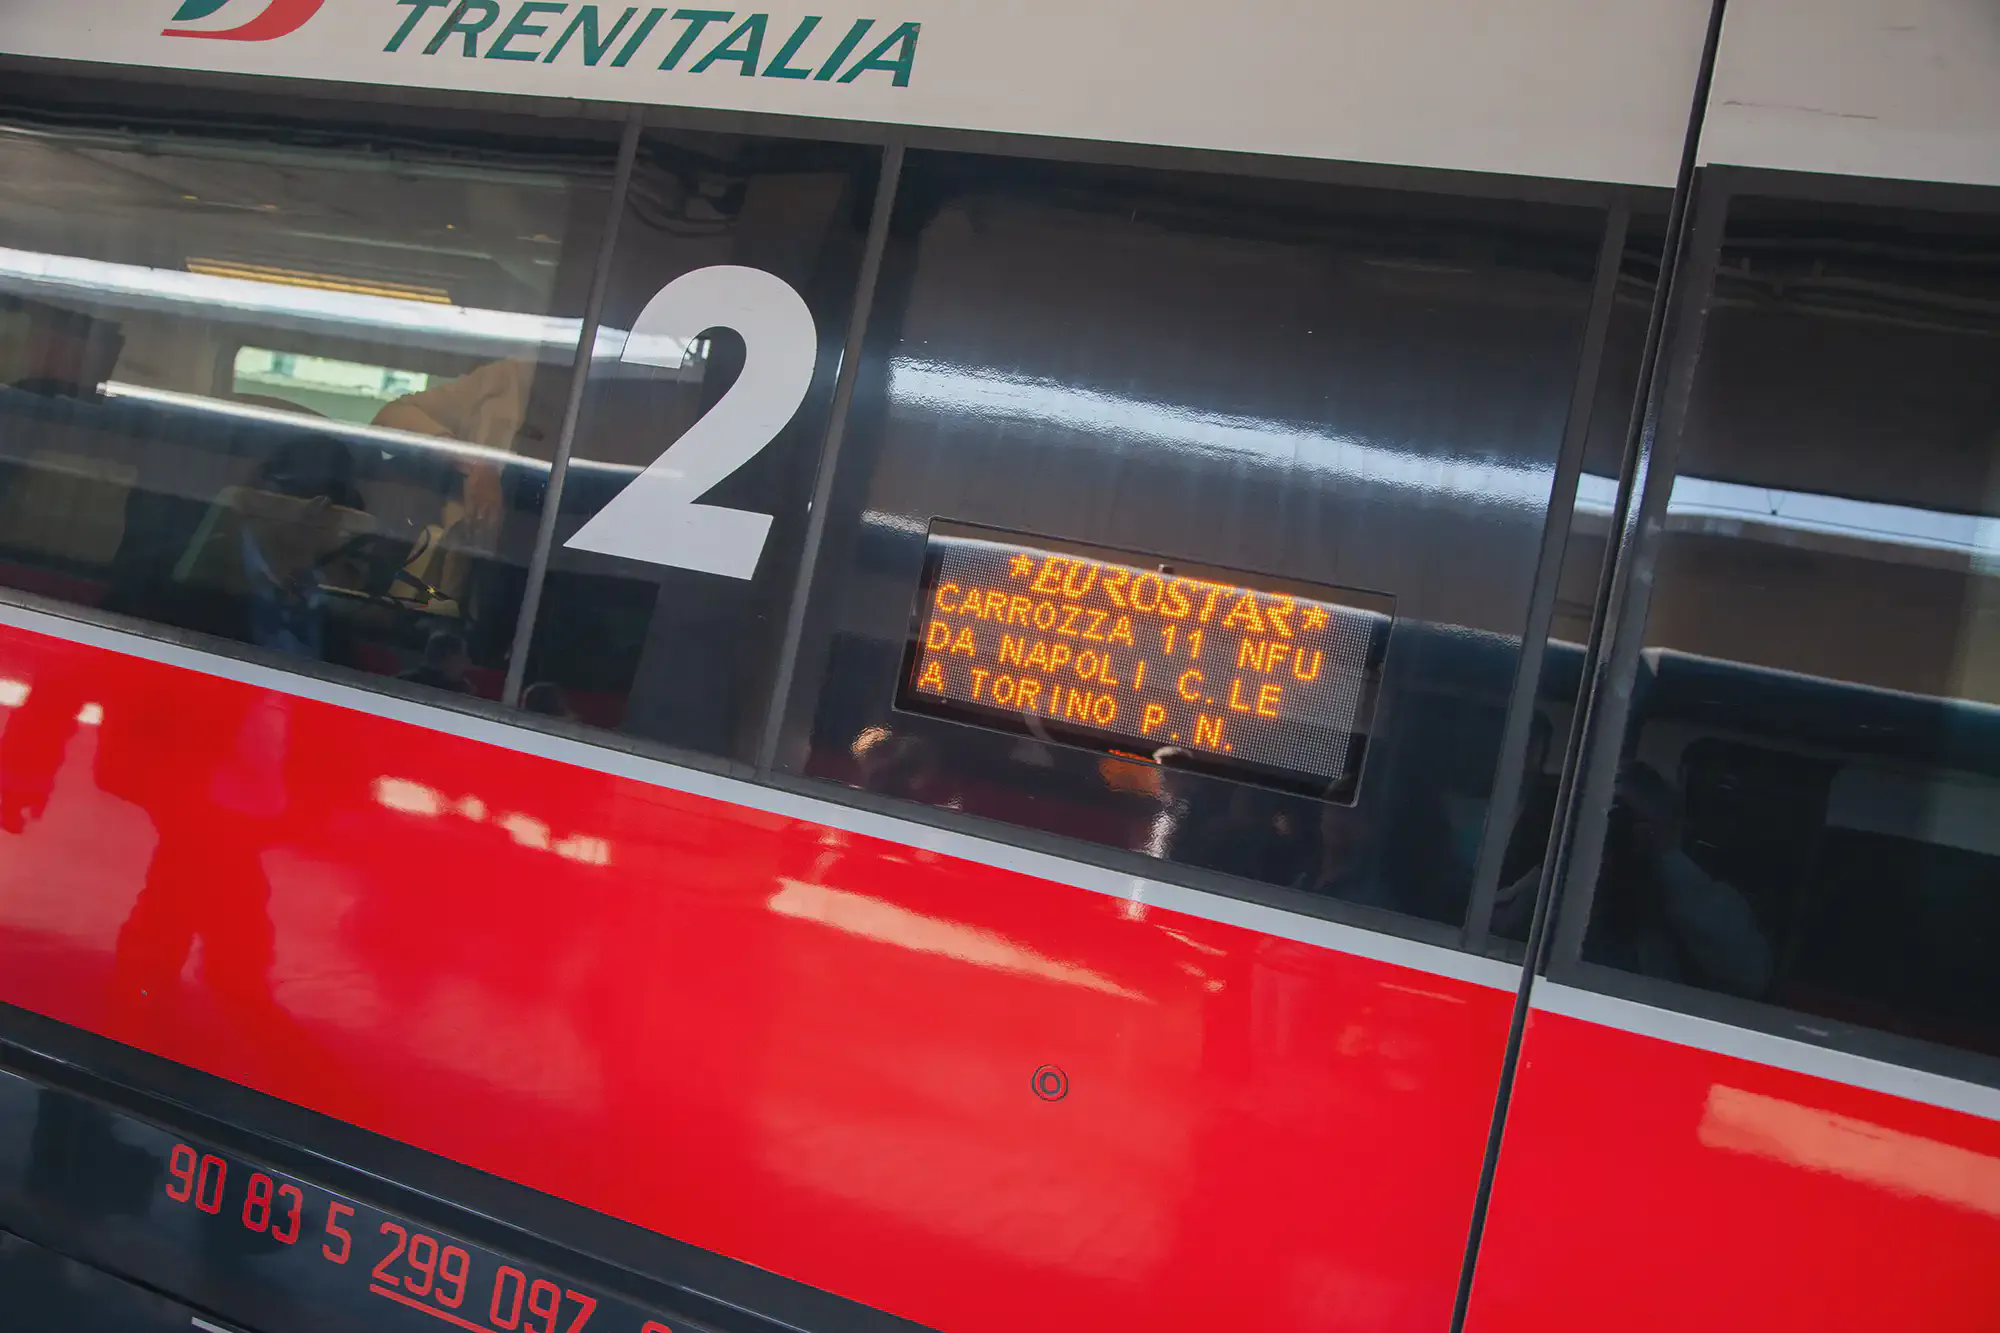 TRENITALIA
2
*EUROSTAR*
CARROZZA 11 NFU
DA NAPOLI C.LE
A TORINO P.N.
90 83 5 299 097